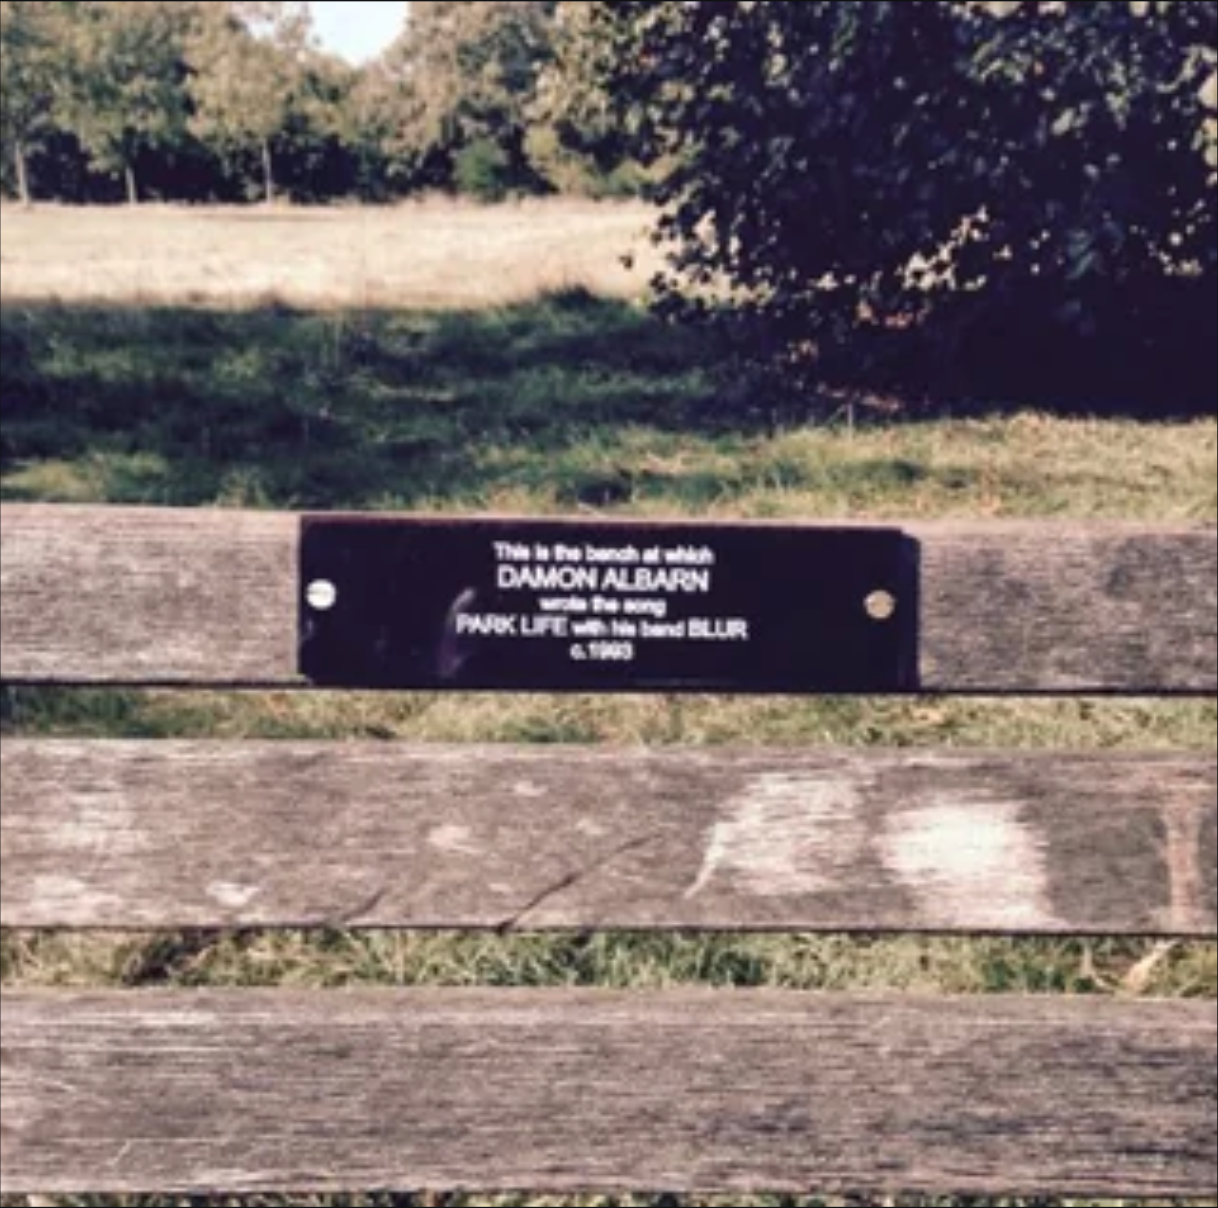 This is the bench at which
DAMON ALBARN
wrote the song
PARK LIFE with his band BLUR
c.1993